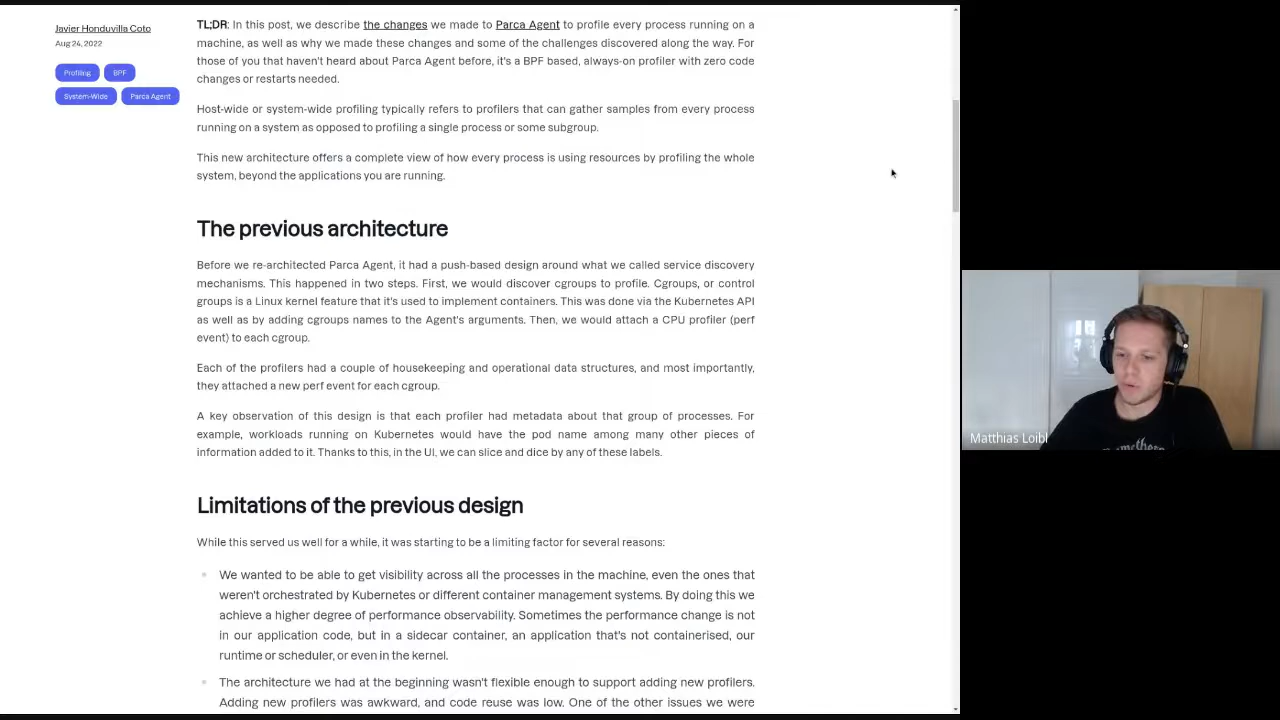 Javier Honduvilla Coto
Aug 24, 2022
Profiling
BPF
System-Wide
Parca Agent
TL;DR: In this post, we describe the changes we made to Parca Agent to profile every process running on a
machine, as well as why we made these changes and some of the challenges discovered along the way. For
those of you that haven't heard about Parca Agent before, it's a BPF based, always-on profiler with zero code
changes or restarts needed.
Host-wide or system-wide profiling typically refers to profilers that can gather samples from every process
running on a system as opposed to profiling a single process or some subgroup.
This new architecture offers a complete view of how every process is using resources by profiling the whole
system, beyond the applications you are running.
The previous architecture
Before we re-architected Parca Agent, it had a push-based design around what we called service discovery
mechanisms. This happened in two steps. First, we would discover cgroups to profile. Cgroups, or control
groups is a Linux kernel feature that it's used to implement containers. This was done via the Kubernetes API
as well as by adding cgroups names to the Agent's arguments. Then, we would attach a CPU profiler (perf
event) to each cgroup.
Each of the profilers had a couple of housekeeping and operational data structures, and most importantly,
they attached a new perf event for each cgroup.
A key observation of this design is that each profiler had metadata about that group of processes. For
example, workloads running on Kubernetes would have the pod name among many other pieces of
information added to it. Thanks to this, in the UI, we can slice and dice by any of these labels.
Limitations of the previous design
While this served us well for a while, it was starting to be a limiting factor for several reasons:
We wanted to be able to get visibility across all the processes in the machine, even the ones that
weren't orchestrated by Kubernetes or different container management systems. By doing this we
achieve a higher degree of performance observability. Sometimes the performance change is not
in our application code, but in a sidecar container, an application that's not containerised, our
runtime or scheduler, or even in the kernel.
The architecture we had at the beginning wasn't flexible enough to support adding new profilers.
Adding new profilers was awkward, and code reuse was low. One of the other issues we were
Matthias Loibl